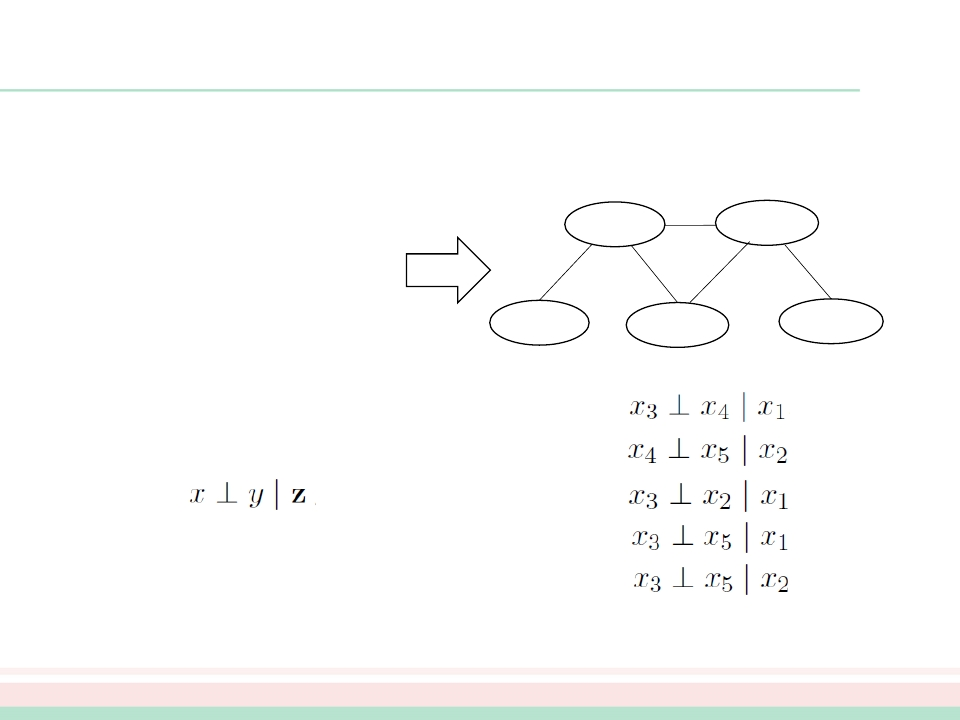 x₃ ⊥ x₄ | x₁
x₄ ⊥ x₅ | x₂
x ⊥ y | z
x₃ ⊥ x₂ | x₁
x₃ ⊥ x₅ | x₁
x₃ ⊥ x₅ | x₂